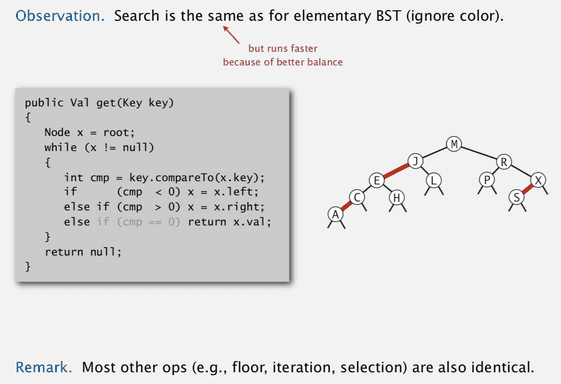 Observation. Search is the same as for elementary BST (ignore color).
but runs faster
because of better balance
public Val get(Key key)
{
   Node x = root;
   while (x != null)
   {
      int cmp = key.compareTo(x.key);
      if      (cmp  < 0) x = x.left;
      else if (cmp  > 0) x = x.right;
      else if (cmp == 0) return x.val;
   }
   return null;
}
M
J R
E L P X
C H S
A
Remark. Most other ops (e.g., floor, iteration, selection) are also identical.